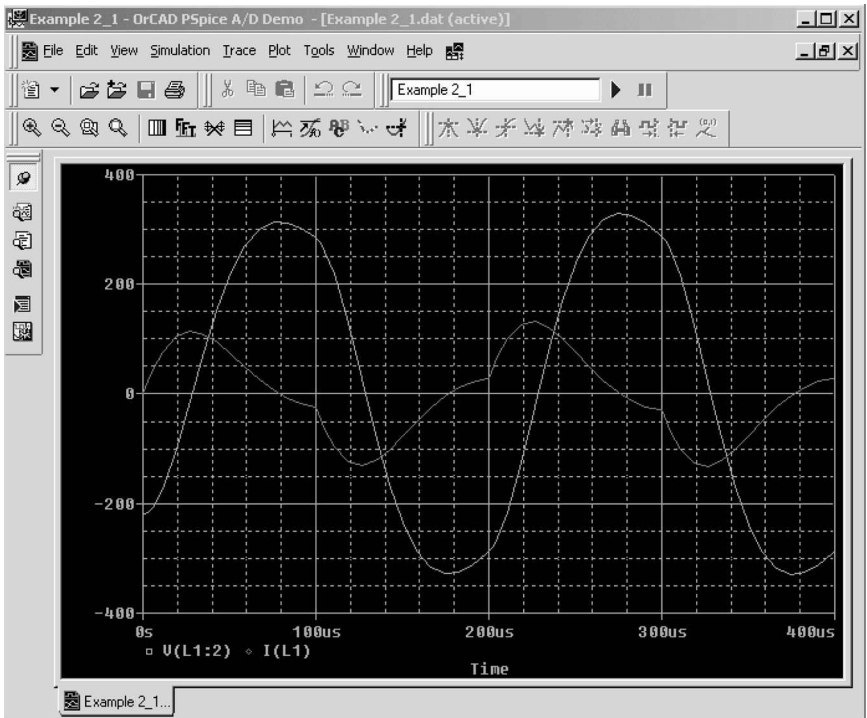 Example 2_1 - OrCAD PSpice A/D Demo - [Example 2_1.dat (active)]
File Edit View Simulation Trace Plot Tools Window Help
Example 2_1
FFT
400
200
0
-200
-400
0s 100us 200us 300us 400us
V(L1:2) I(L1)
Time
Example 2_1...